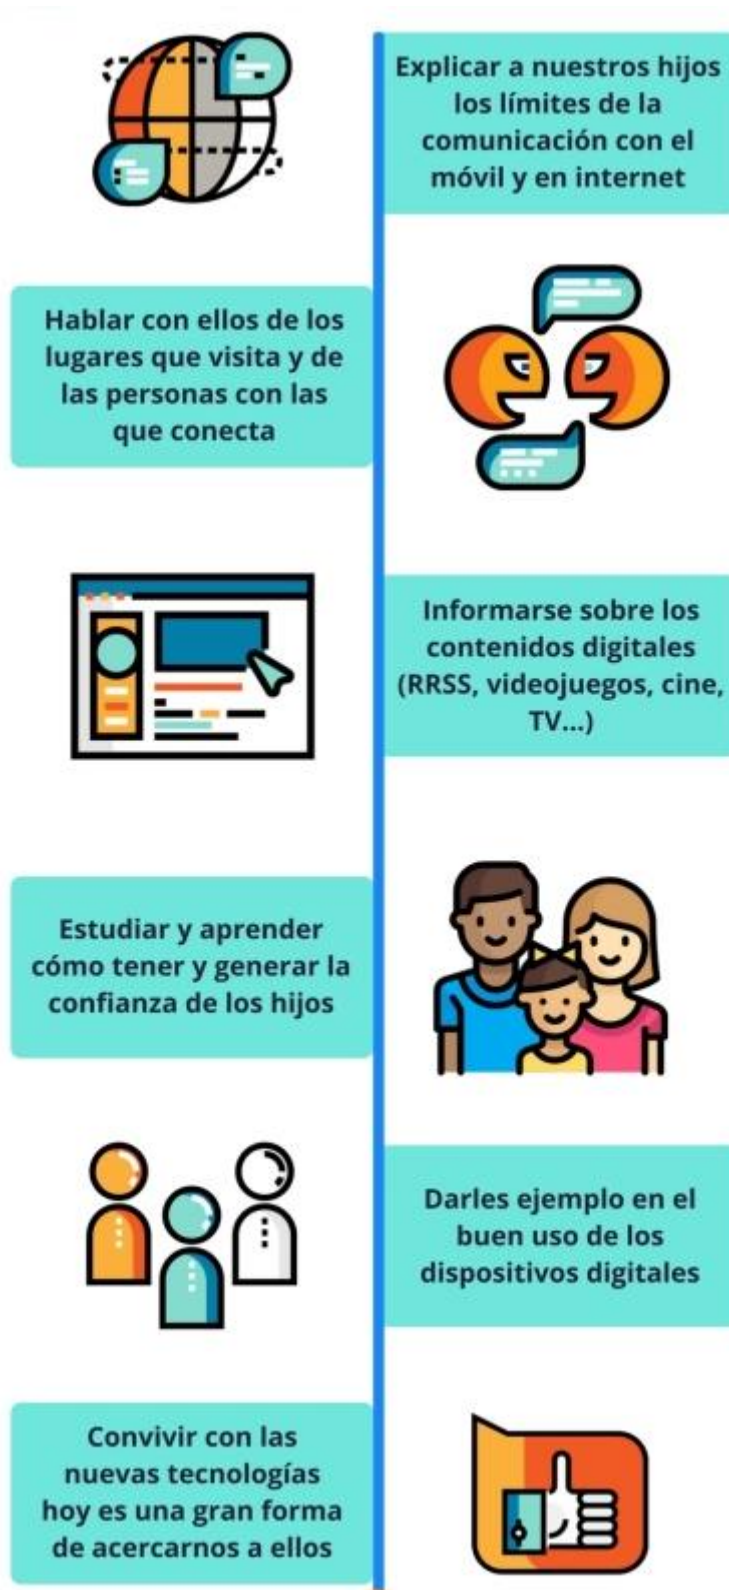 Explicar a nuestros hijos
los límites de la
comunicación con el
móvil y en internet
Hablar con ellos de los
lugares que visita y de
las personas con las
que conecta
Informarse sobre los
contenidos digitales
(RRSS, videojuegos, cine,
TV...)
Estudiar y aprender
cómo tener y generar la
confianza de los hijos
Darles ejemplo en el
buen uso de los
dispositivos digitales
Convivir con las
nuevas tecnologías
hoy es una gran forma
de acercarnos a ellos